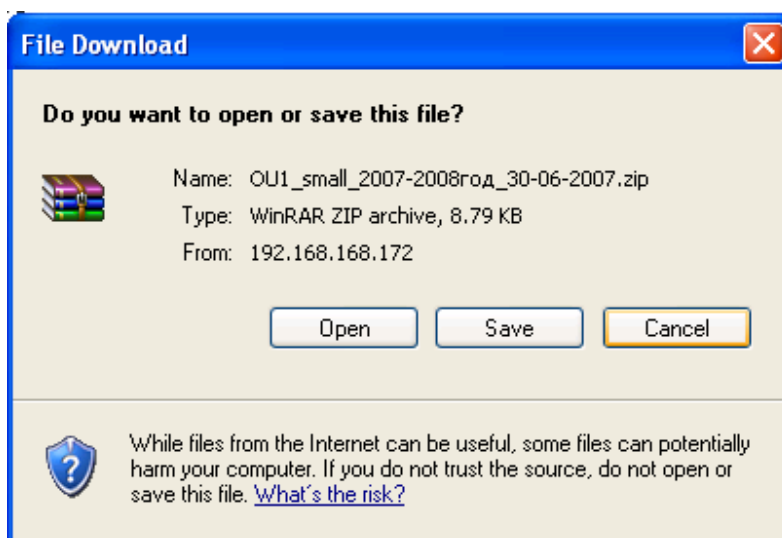 File Download
Do you want to open or save this file?
Name: OU1_small_2007-2008год_30-06-2007.zip
Type: WinRAR ZIP archive, 8.79 KB
From: 192.168.168.172
Open Save Cancel
While files from the Internet can be useful, some files can potentially
harm your computer. If you do not trust the source, do not open or
save this file. What's the risk?